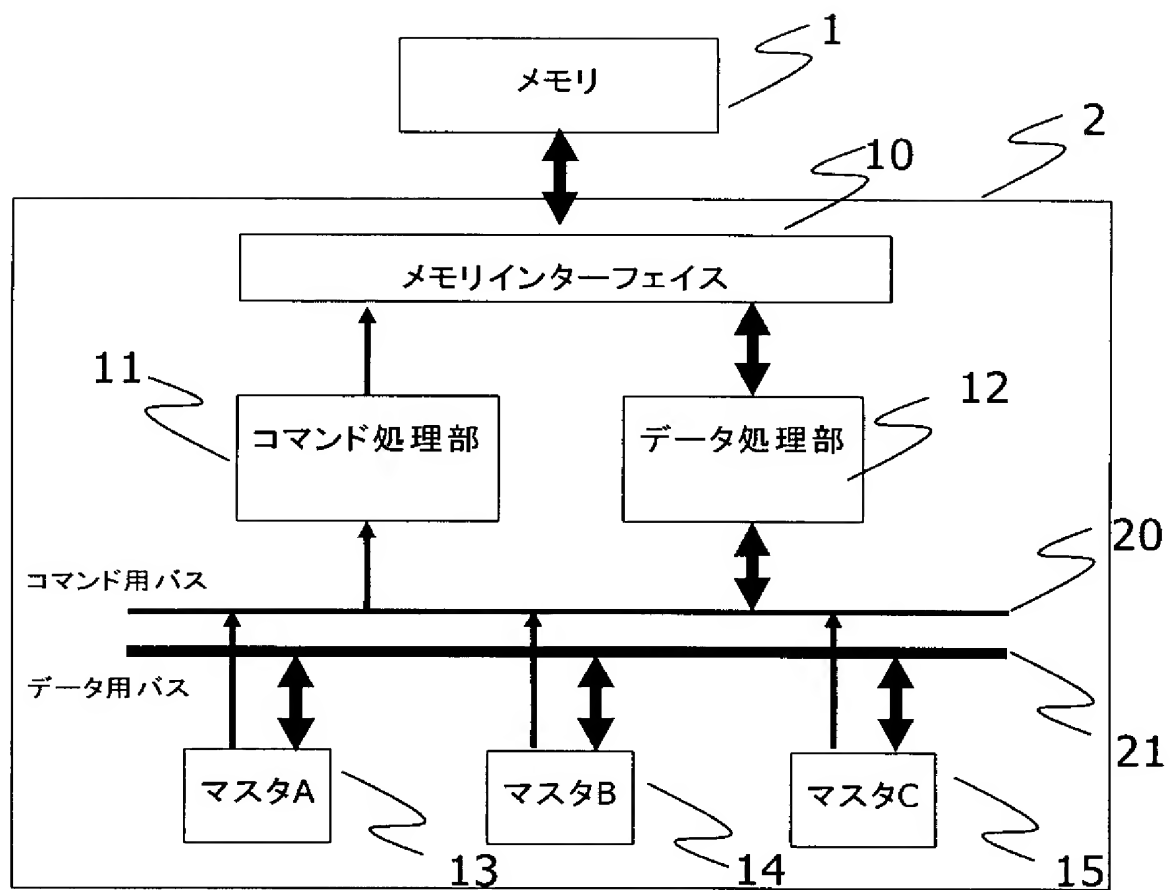 1
メモリ
2
10
メモリインターフェイス
11
12
コマンド処理部
データ処理部
20
コマンド用バス
データ用バス
21
マスタA
マスタB
マスタC
13
14
15